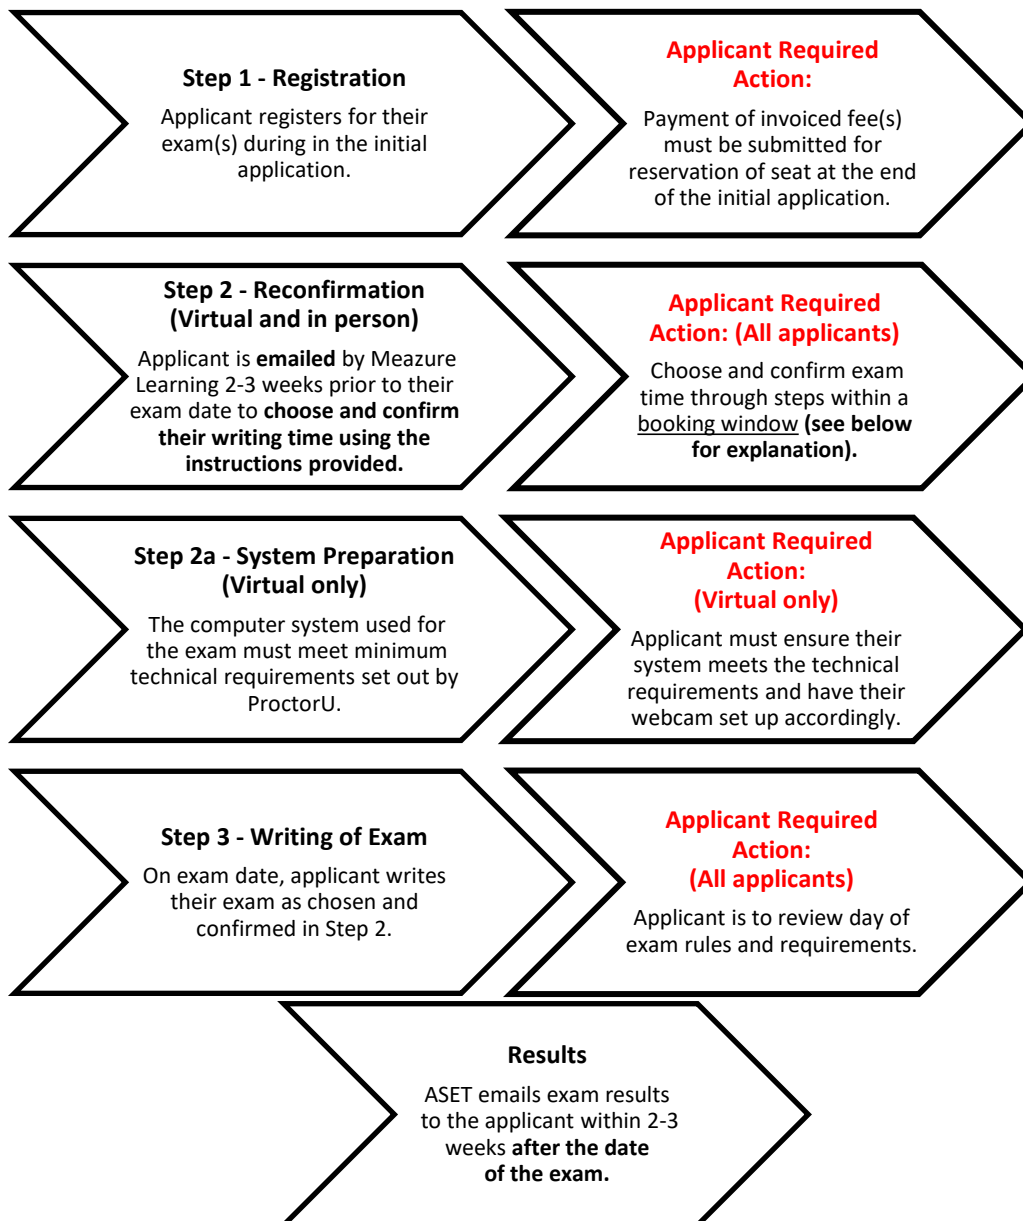 Step 1 - Registration
Applicant registers for their
exam(s) during in the initial
application.
Applicant Required
Action:
Payment of invoiced fee(s)
must be submitted for
reservation of seat at the end
of the initial application.
Step 2 - Reconfirmation
(Virtual and in person)
Applicant is emailed by Meazure
Learning 2-3 weeks prior to their
exam date to choose and confirm
their writing time using the
instructions provided.
Applicant Required
Action: (All applicants)
Choose and confirm exam
time through steps within a
booking window (see below
for explanation).
Step 2a - System Preparation
(Virtual only)
The computer system used for
the exam must meet minimum
technical requirements set out by
ProctorU.
Applicant Required
Action:
(Virtual only)
Applicant must ensure their
system meets the technical
requirements and have their
webcam set up accordingly.
Step 3 - Writing of Exam
On exam date, applicant writes
their exam as chosen and
confirmed in Step 2.
Applicant Required
Action:
(All applicants)
Applicant is to review day of
exam rules and requirements.
Results
ASET emails exam results
to the applicant within 2-3
weeks after the date
of the exam.